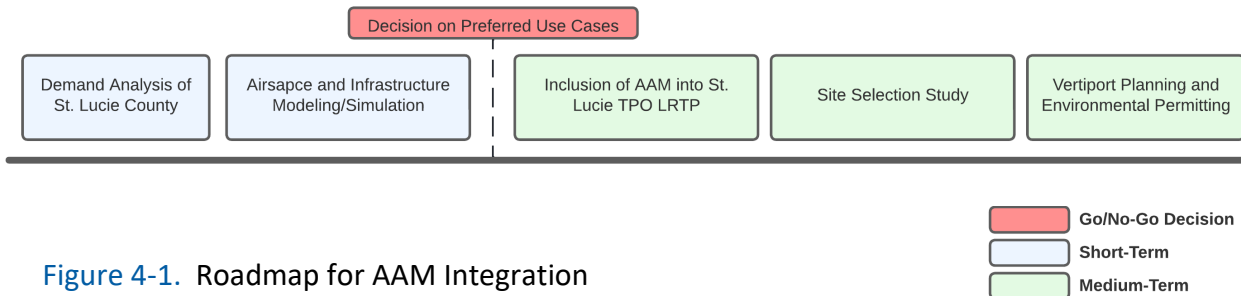 Decision on Preferred Use Cases
Demand Analysis of
St. Lucie County
Airsapce and Infrastructure
Modeling/Simulation
Inclusion of AAM into St.
Lucie TPO LRTP
Site Selection Study
Vertiport Planning and
Environmental Permitting
Go/No-Go Decision
Short-Term
Medium-Term
Figure 4-1. Roadmap for AAM Integration